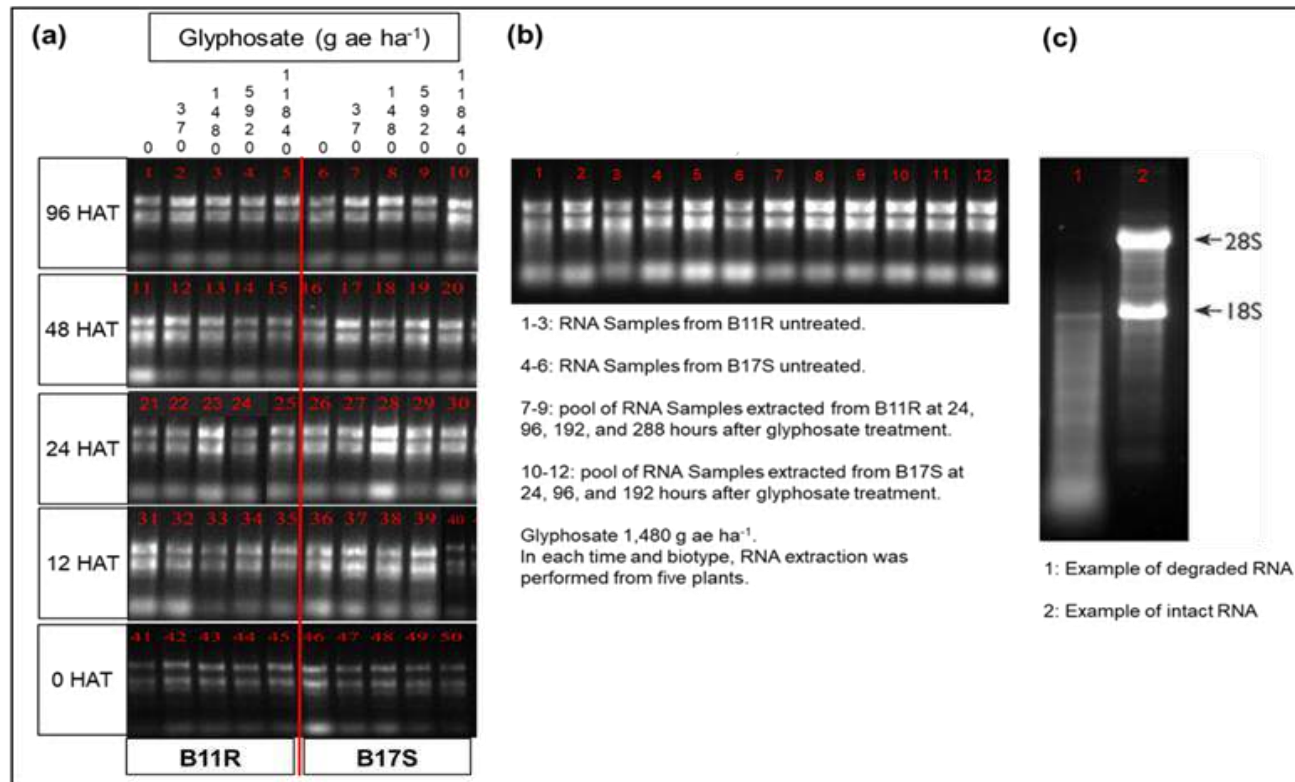 (a)
Glyphosate (g ae ha⁻¹)
0 370 1480 5920 11840 0 370 1480 5920 11840
96 HAT
1 2 3 4 5 6 7 8 9 10
48 HAT
11 12 13 14 15 16 17 18 19 20
24 HAT
21 22 23 24 25 26 27 28 29 30
12 HAT
31 32 33 34 35 36 37 38 39 40
0 HAT
41 42 43 44 45 46 47 48 49 50
B11R B17S
(b)
1 2 3 4 5 6 7 8 9 10 11 12
1-3: RNA Samples from B11R untreated.
4-6: RNA Samples from B17S untreated.
7-9: pool of RNA Samples extracted from B11R at 24,
96, 192, and 288 hours after glyphosate treatment.
10-12: pool of RNA Samples extracted from B17S at
24, 96, and 192 hours after glyphosate treatment.
Glyphosate 1,480 g ae ha⁻¹.
In each time and biotype, RNA extraction was
performed from five plants.
(c)
1 2
28S
18S
1: Example of degraded RNA
2: Example of intact RNA